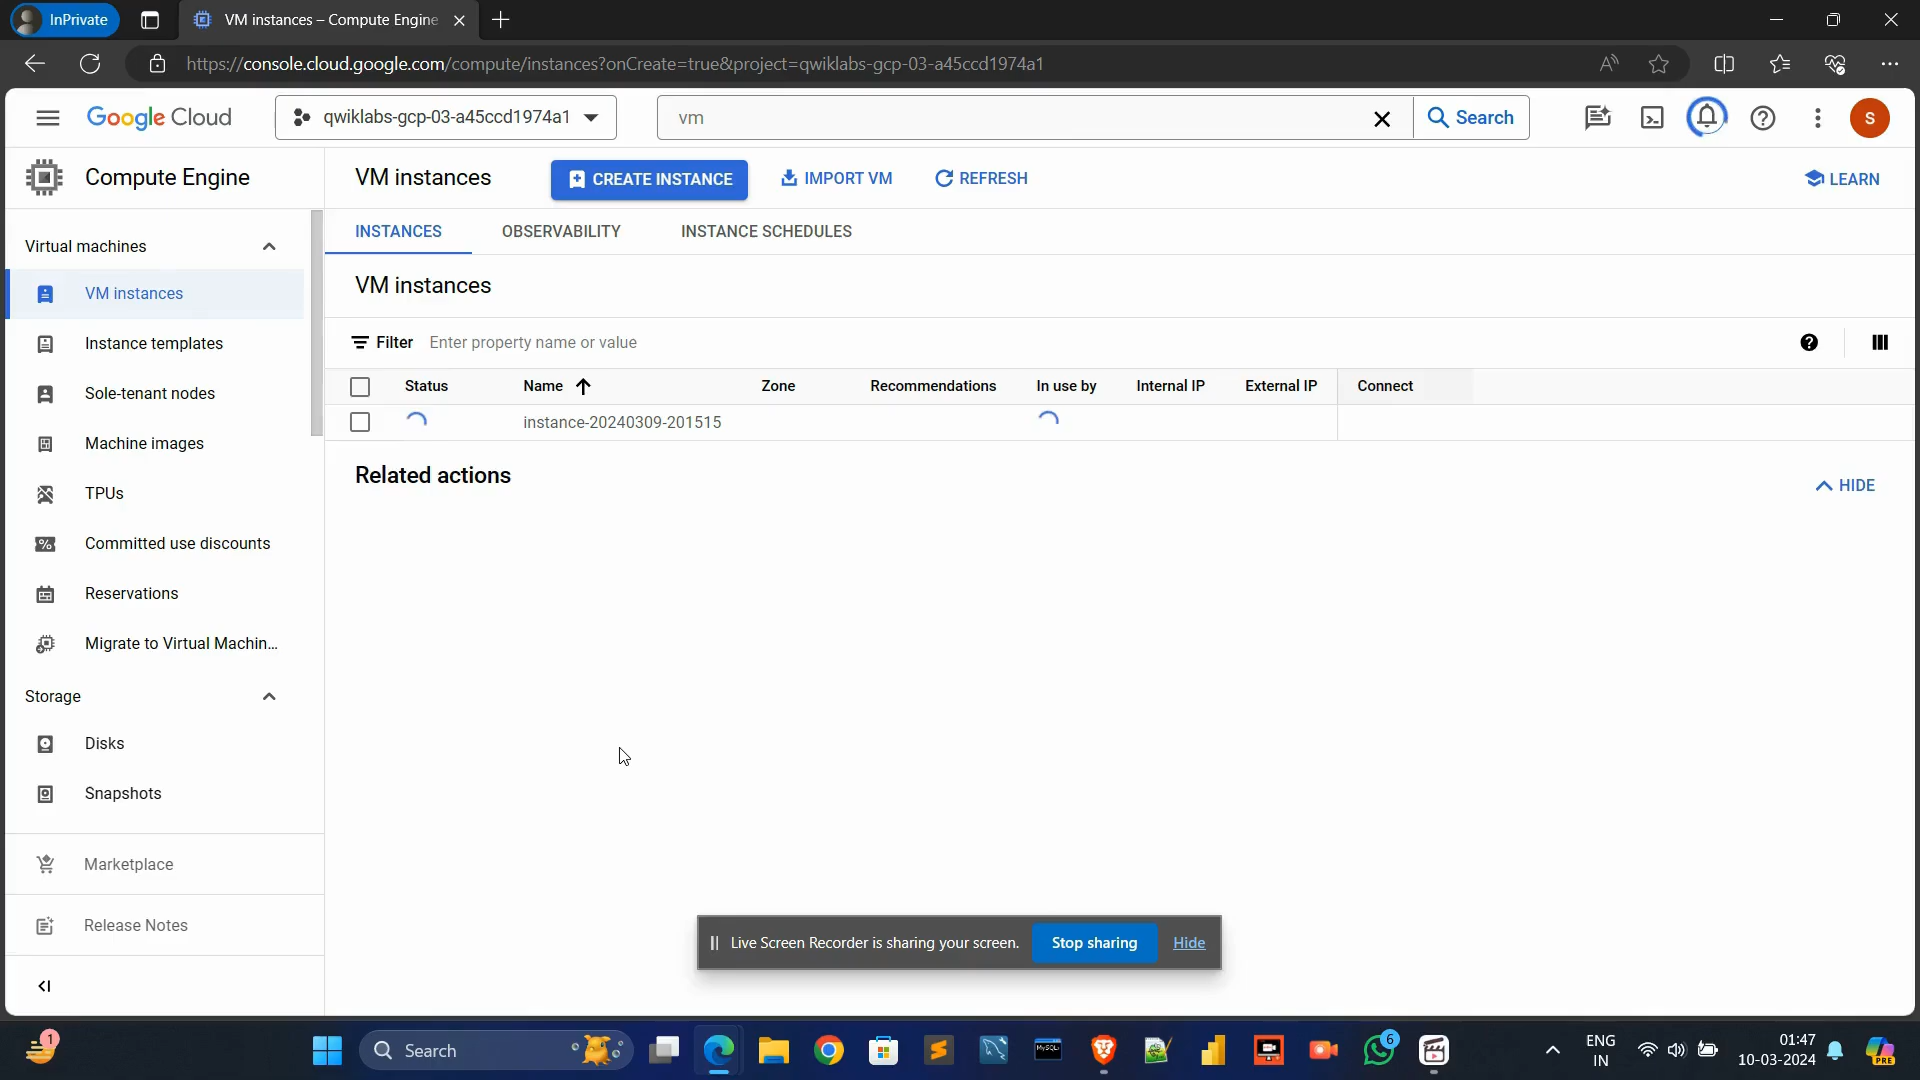 InPrivate
VM instances – Compute Engine
https://console.cloud.google.com/compute/instances?onCreate=true&project=qwiklabs-gcp-03-a45ccd1974a1
Google Cloud
qwiklabs-gcp-03-a45ccd1974a1
vm
Search
S
Compute Engine
VM instances
CREATE INSTANCE
IMPORT VM
REFRESH
LEARN
Virtual machines
VM instances
Instance templates
Sole-tenant nodes
Machine images
TPUs
Committed use discounts
Reservations
Migrate to Virtual Machin...
Storage
Disks
Snapshots
Marketplace
Release Notes
INSTANCES
OBSERVABILITY
INSTANCE SCHEDULES
VM instances
Filter
Enter property name or value
Status
Name
Zone
Recommendations
In use by
Internal IP
External IP
Connect
instance-20240309-201515
Related actions
HIDE
Live Screen Recorder is sharing your screen.
Stop sharing
Hide
1
Search
MySQL
6
ENG
IN
01:47
10-03-2024
PRE